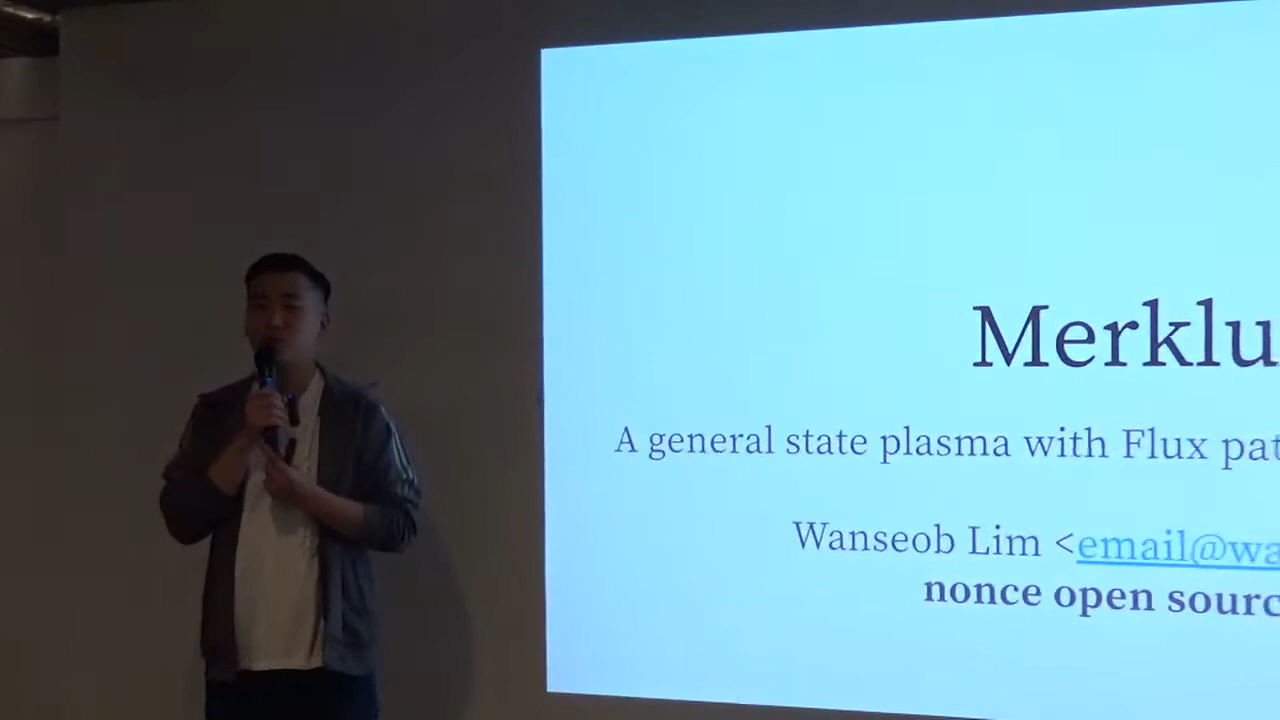 Merklu
A general state plasma with Flux pat
Wanseob Lim <email@wa
nonce open sourc